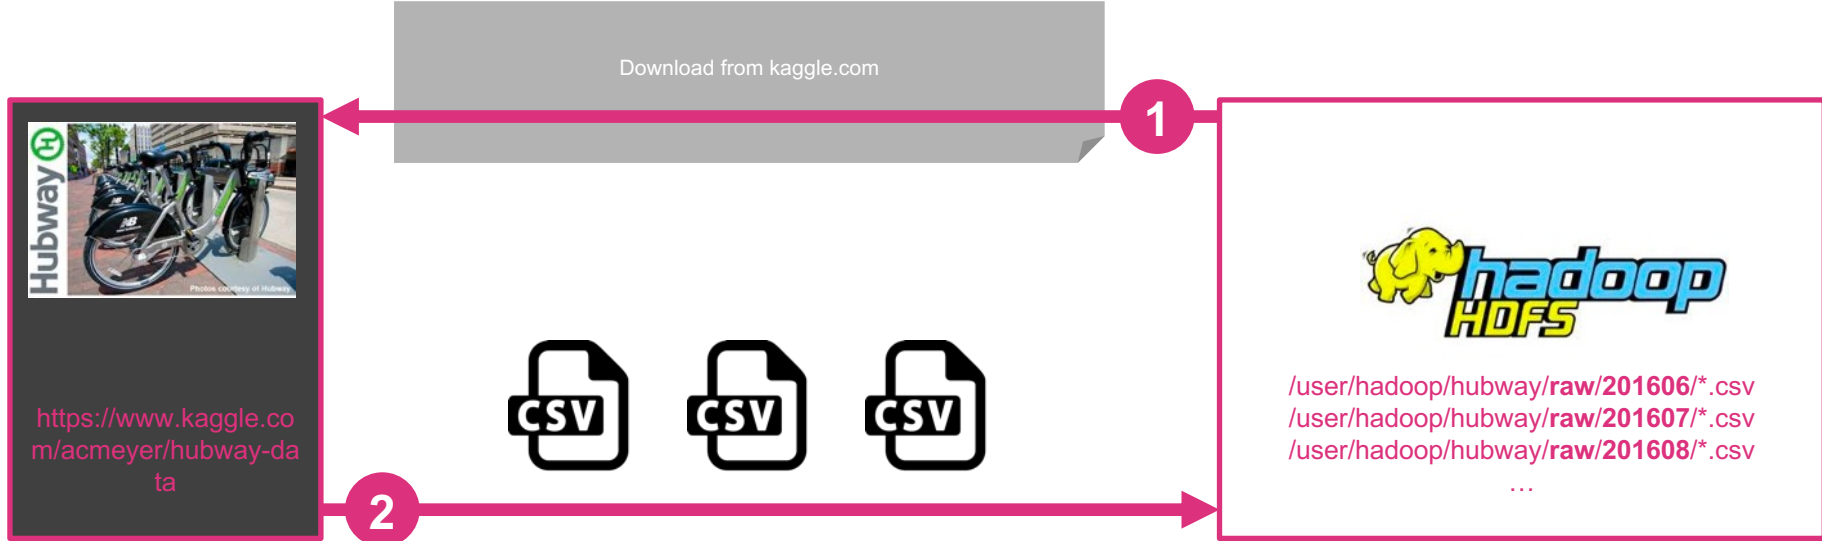 Download from kaggle.com
1
Hubway H
NB
Photos courtesy of Hubway
https://www.kaggle.co
m/acmeyer/hubway-da
ta
CSV CSV CSV
hadoop
HDFS
/user/hadoop/hubway/raw/201606/*.csv
/user/hadoop/hubway/raw/201607/*.csv
/user/hadoop/hubway/raw/201608/*.csv
…
2